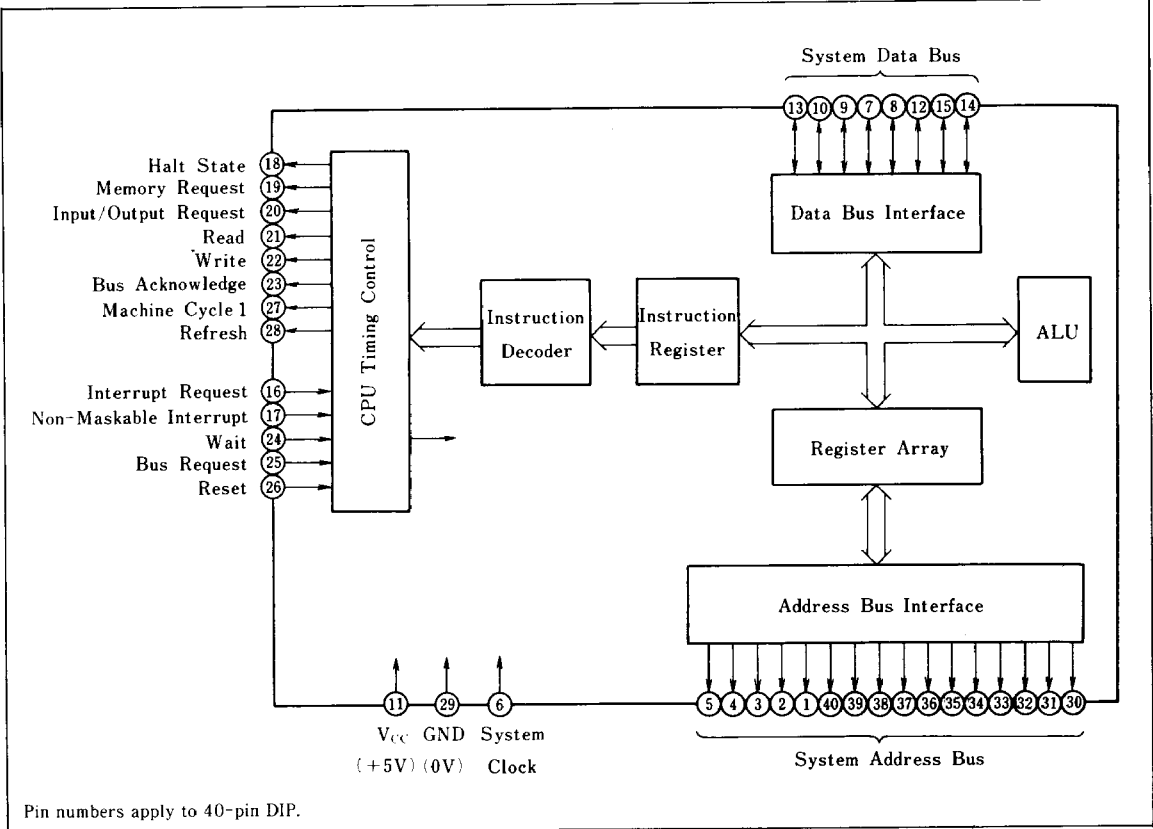 System Data Bus
13 10 9 7 8 12 15 14
Data Bus Interface
Halt State 18
Memory Request 19
Input/Output Request 20
Read 21
Write 22
Bus Acknowledge 23
Machine Cycle 1 27
Refresh 28
Interrupt Request 16
Non-Maskable Interrupt 17
Wait 24
Bus Request 25
Reset 26
CPU Timing Control
Instruction
Decoder
Instruction
Register
ALU
Register Array
Address Bus Interface
11 29 6
5 4 3 2 1 40 39 38 37 36 35 34 33 32 31 30
VCC GND System
(+5V) (0V) Clock
System Address Bus
Pin numbers apply to 40-pin DIP.